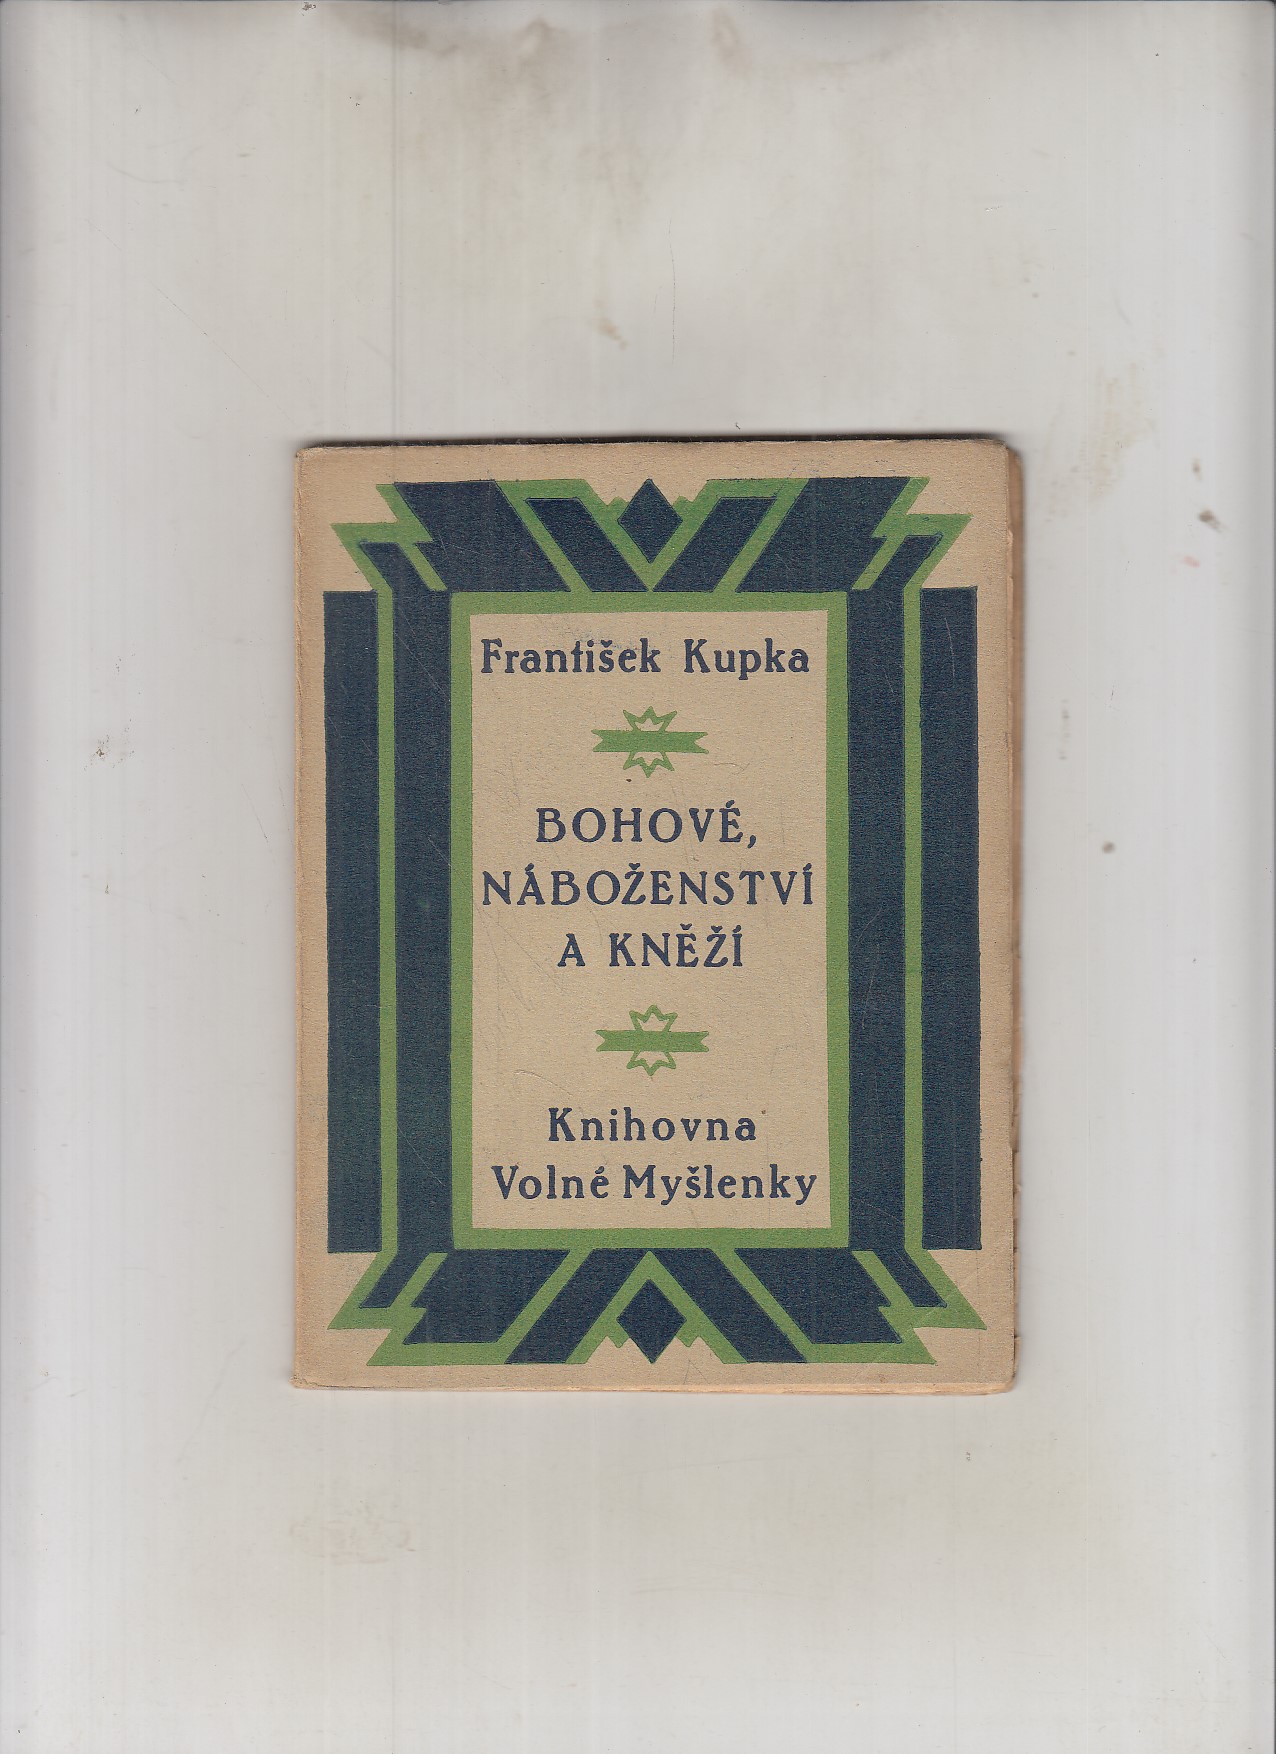 František Kupka
BOHOVÉ,
NÁBOŽENSTVÍ
A KNĚŽÍ
Knihovna
Volné Myšlenky